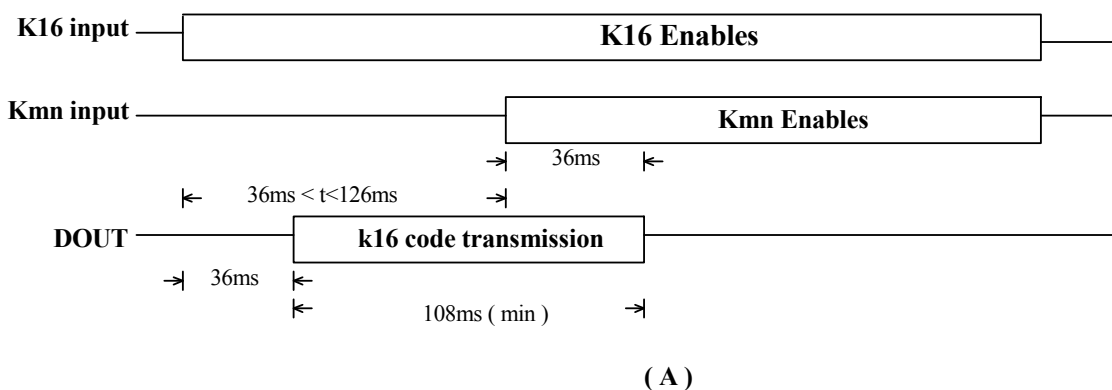 K16 input
K16 Enables
Kmn input
Kmn Enables
36ms
36ms < t<126ms
DOUT
k16 code transmission
36ms
108ms ( min )
( A )